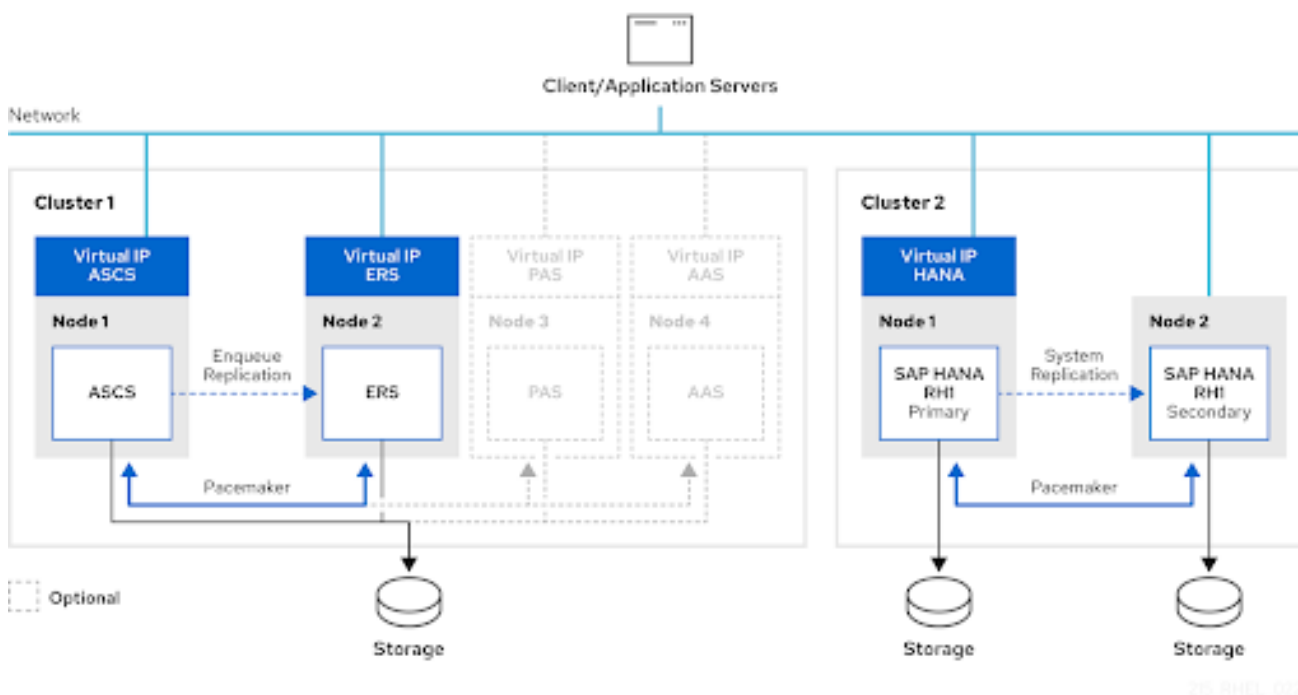 Client/Application Servers
Network
Cluster 1
Virtual IP
ASCS
Virtual IP
ERS
Virtual IP
PAS
Virtual IP
AAS
Node 1
Node 2
Node 3
Node 4
ASCS
Enqueue
Replication
ERS
PAS
AAS
Pacemaker
Cluster 2
Virtual IP
HANA
Node 1
Node 2
SAP HANA
RH1
Primary
System
Replication
SAP HANA
RH1
Secondary
Pacemaker
Optional
Storage
Storage
Storage